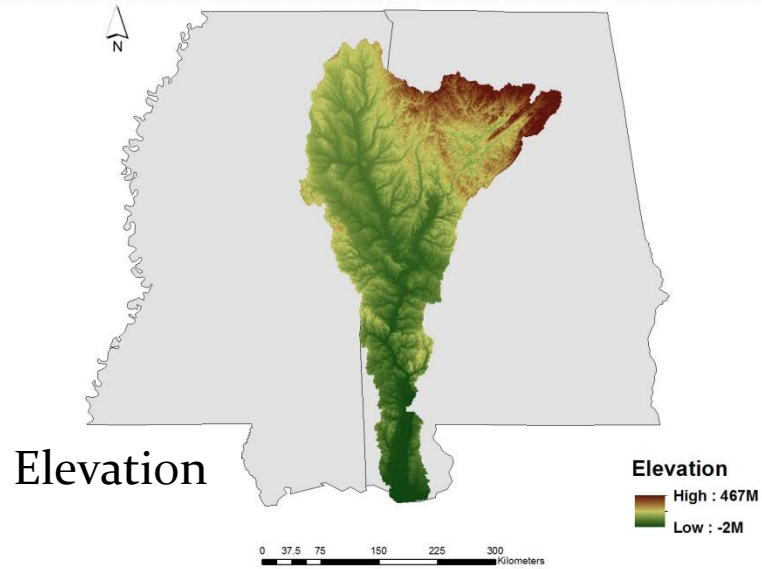 N
Elevation
Elevation
High : 467M
Low : -2M
0 37.5 75 150 225 300
Kilometers